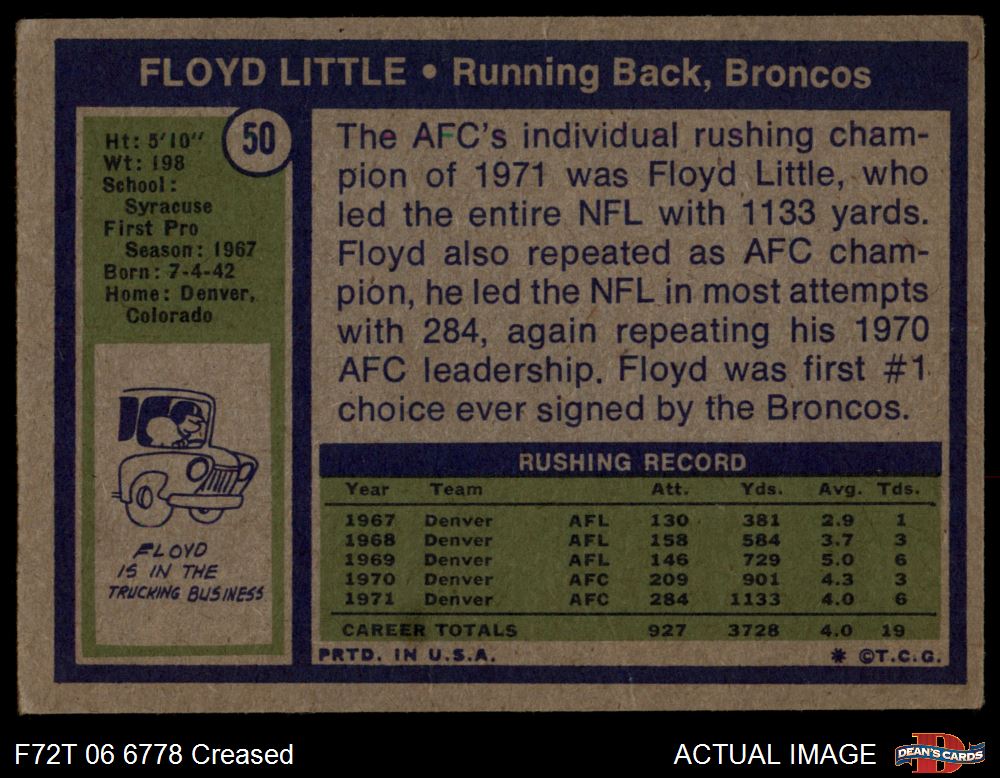 FLOYD LITTLE • Running Back, Broncos
50
Ht: 5'10"
Wt: 198
School:
Syracuse
First Pro
Season: 1967
Born: 7-4-42
Home: Denver,
Colorado
FLOYD
IS IN THE
TRUCKING BUSINESS
The AFC's individual rushing cham-
pion of 1971 was Floyd Little, who
led the entire NFL with 1133 yards.
Floyd also repeated as AFC cham-
pion, he led the NFL in most attempts
with 284, again repeating his 1970
AFC leadership. Floyd was first #1
choice ever signed by the Broncos.
RUSHING RECORD
Year Team Att. Yds. Avg. Tds.
1967 Denver AFL 130 381 2.9 1
1968 Denver AFL 158 584 3.7 3
1969 Denver AFL 146 729 5.0 6
1970 Denver AFC 209 901 4.3 3
1971 Denver AFC 284 1133 4.0 6
CAREER TOTALS 927 3728 4.0 19
PRTD. IN U.S.A. * ©T.C.G.
F72T 06 6778 Creased
ACTUAL IMAGE
DEAN'S CARDS